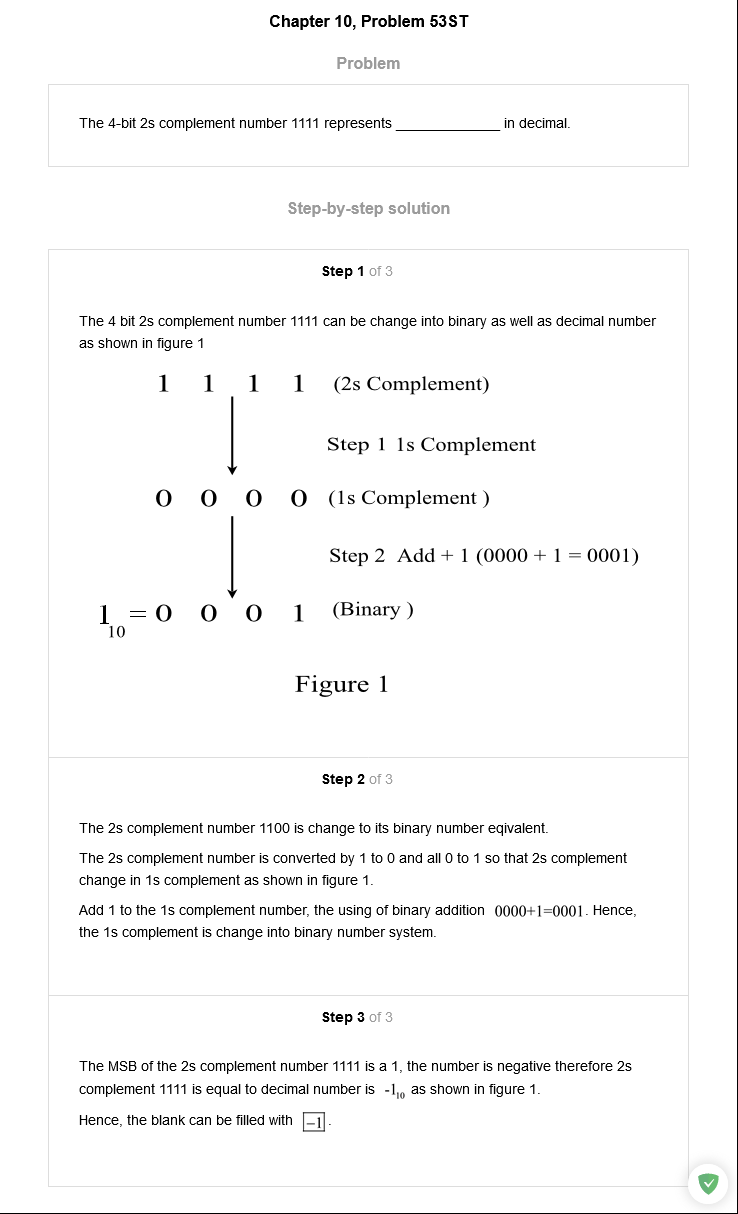 Chapter 10, Problem 53ST
Problem
The 4-bit 2s complement number 1111 represents _____________ in decimal.
Step-by-step solution
Step 1 of 3
The 4 bit 2s complement number 1111 can be change into binary as well as decimal number
as shown in figure 1
1 1 1 1 (2s Complement)
Step 1 1s Complement
0 0 0 0 (1s Complement )
Step 2 Add + 1 (0000 + 1 = 0001)
1₁₀ = 0 0 0 1 (Binary )
Figure 1
Step 2 of 3
The 2s complement number 1100 is change to its binary number eqivalent.
The 2s complement number is converted by 1 to 0 and all 0 to 1 so that 2s complement
change in 1s complement as shown in figure 1.
Add 1 to the 1s complement number, the using of binary addition 0000+1=0001. Hence,
the 1s complement is change into binary number system.
Step 3 of 3
The MSB of the 2s complement number 1111 is a 1, the number is negative therefore 2s
complement 1111 is equal to decimal number is -1₁₀ as shown in figure 1.
Hence, the blank can be filled with −1.